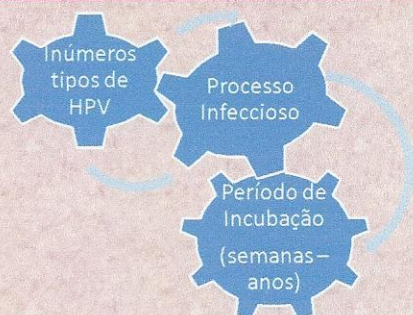 Inúmeros
tipos de
HPV
Processo
Infeccioso
Período de
Incubação
(semanas –
anos)